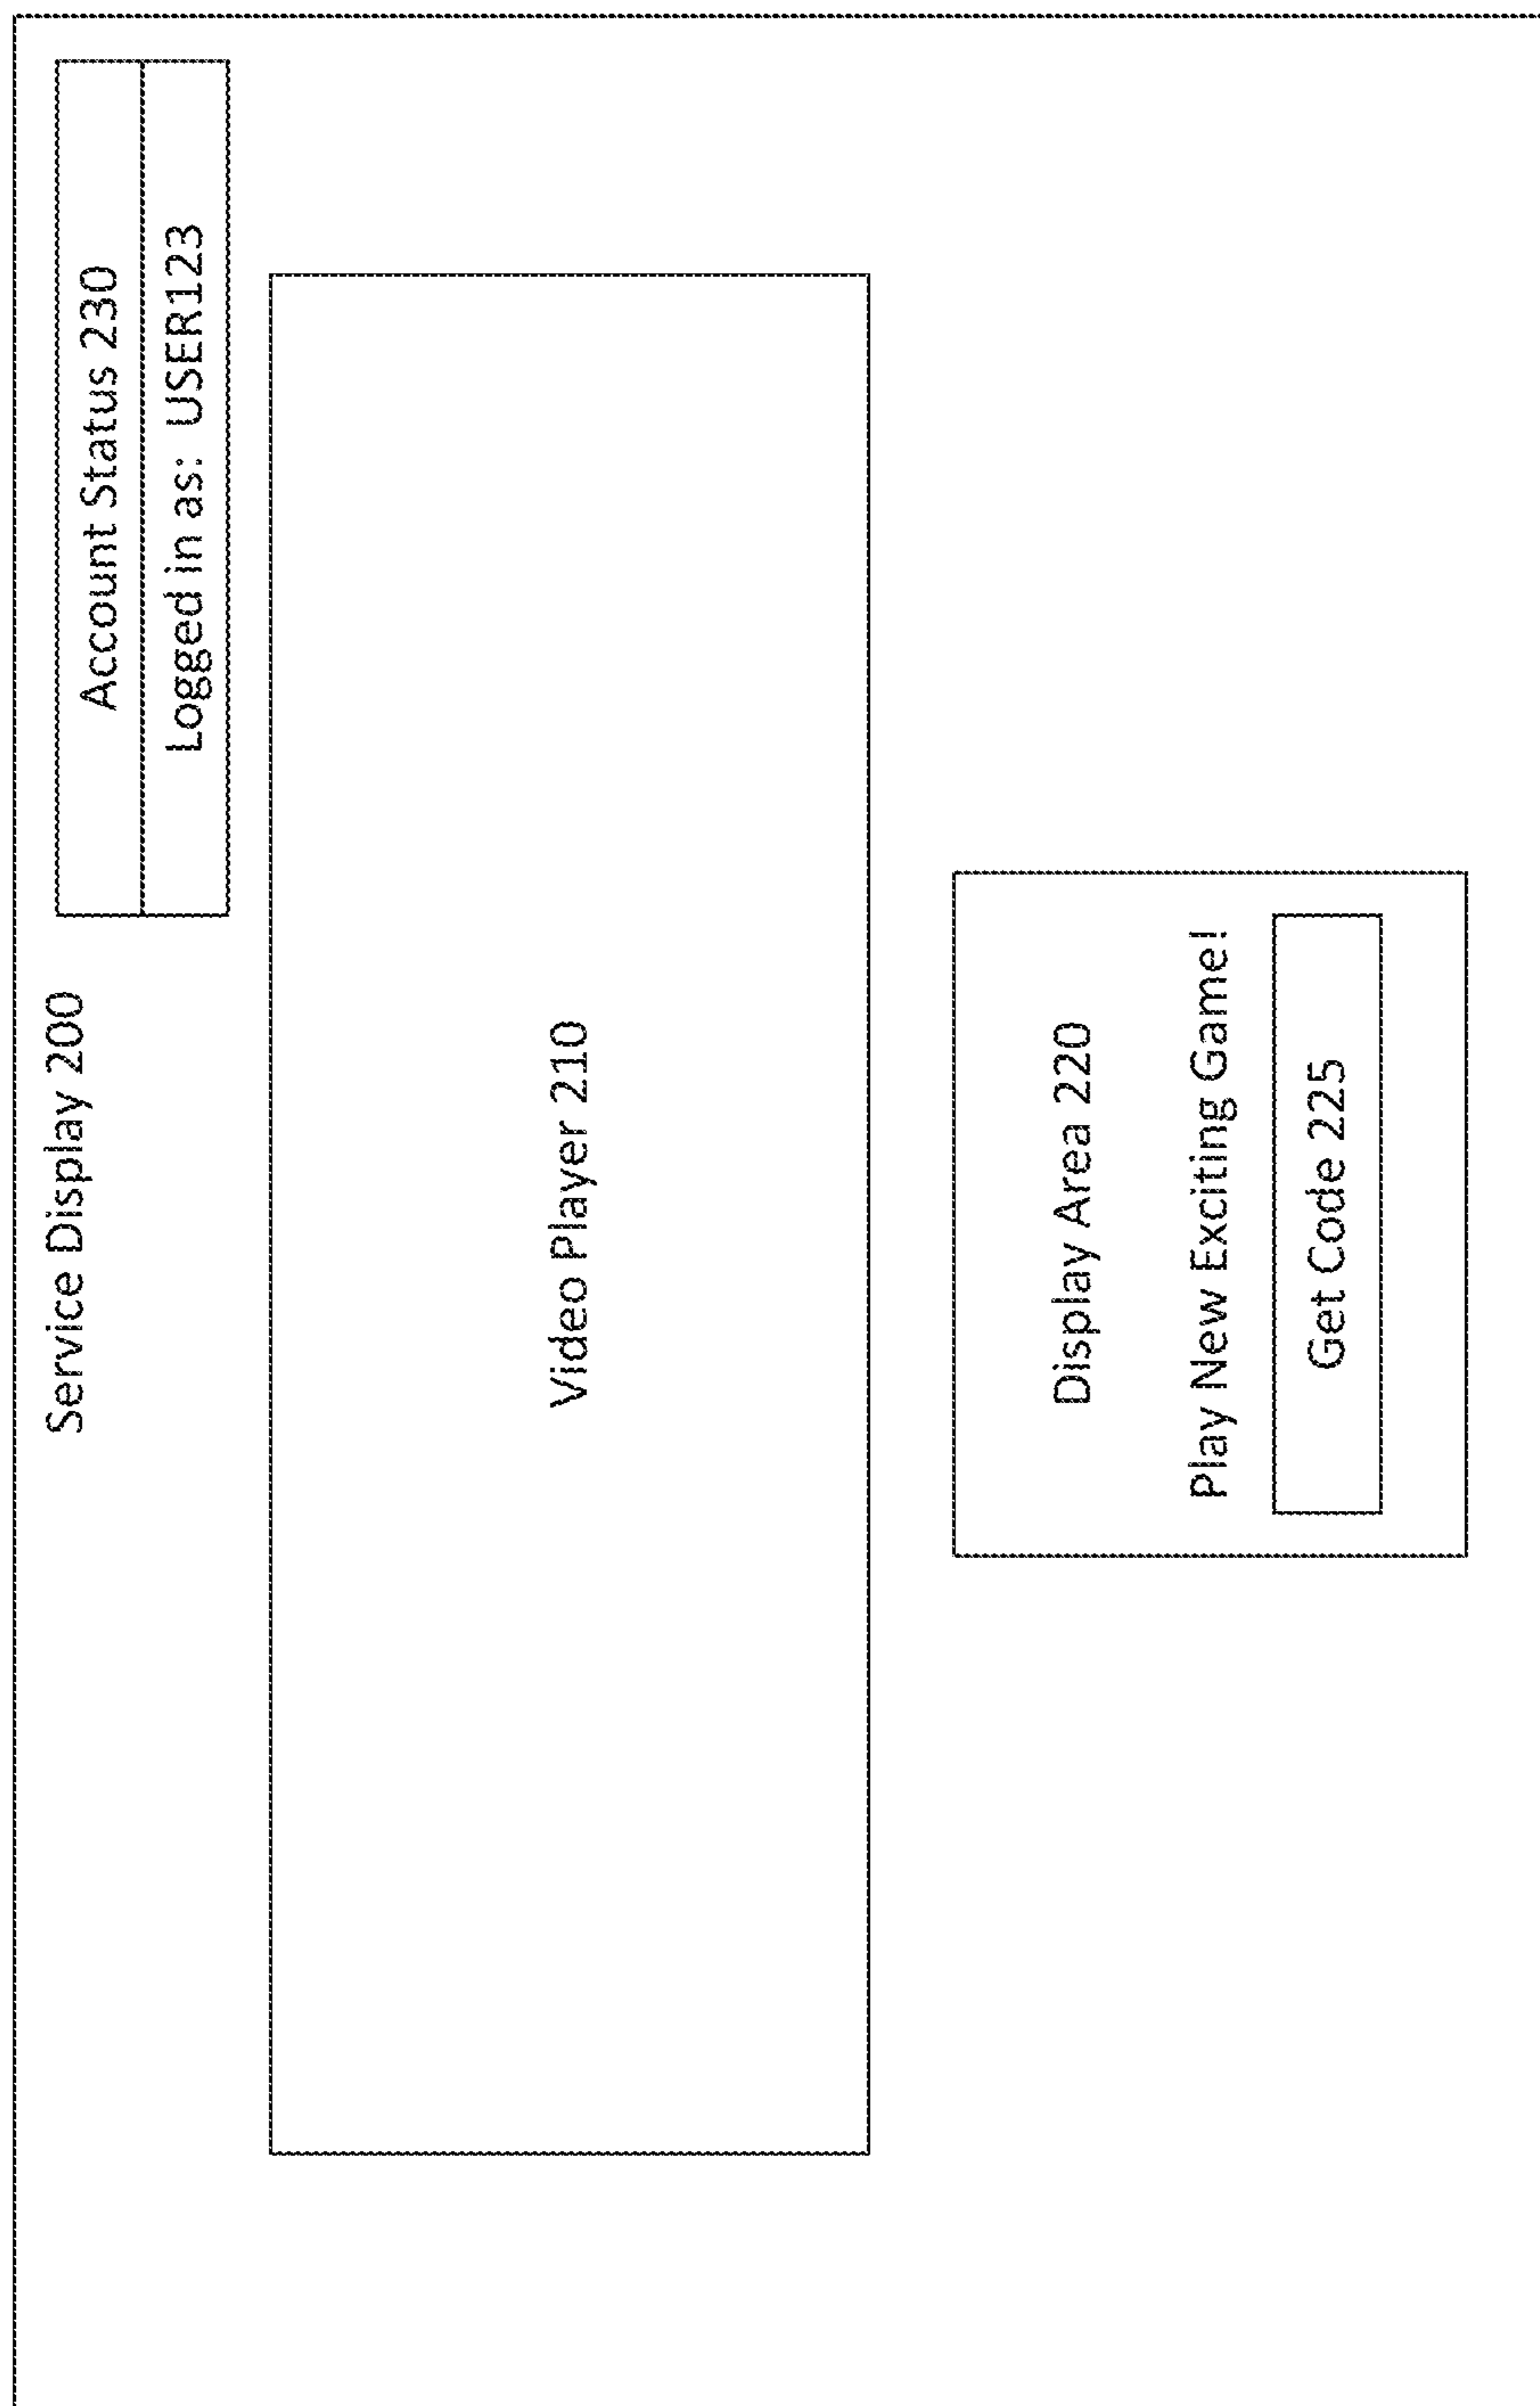 Service Display 200
Account Status 230
Logged in as: USER123
Video Player 210
Display Area 220
Play New Exciting Game!
Get Code 225